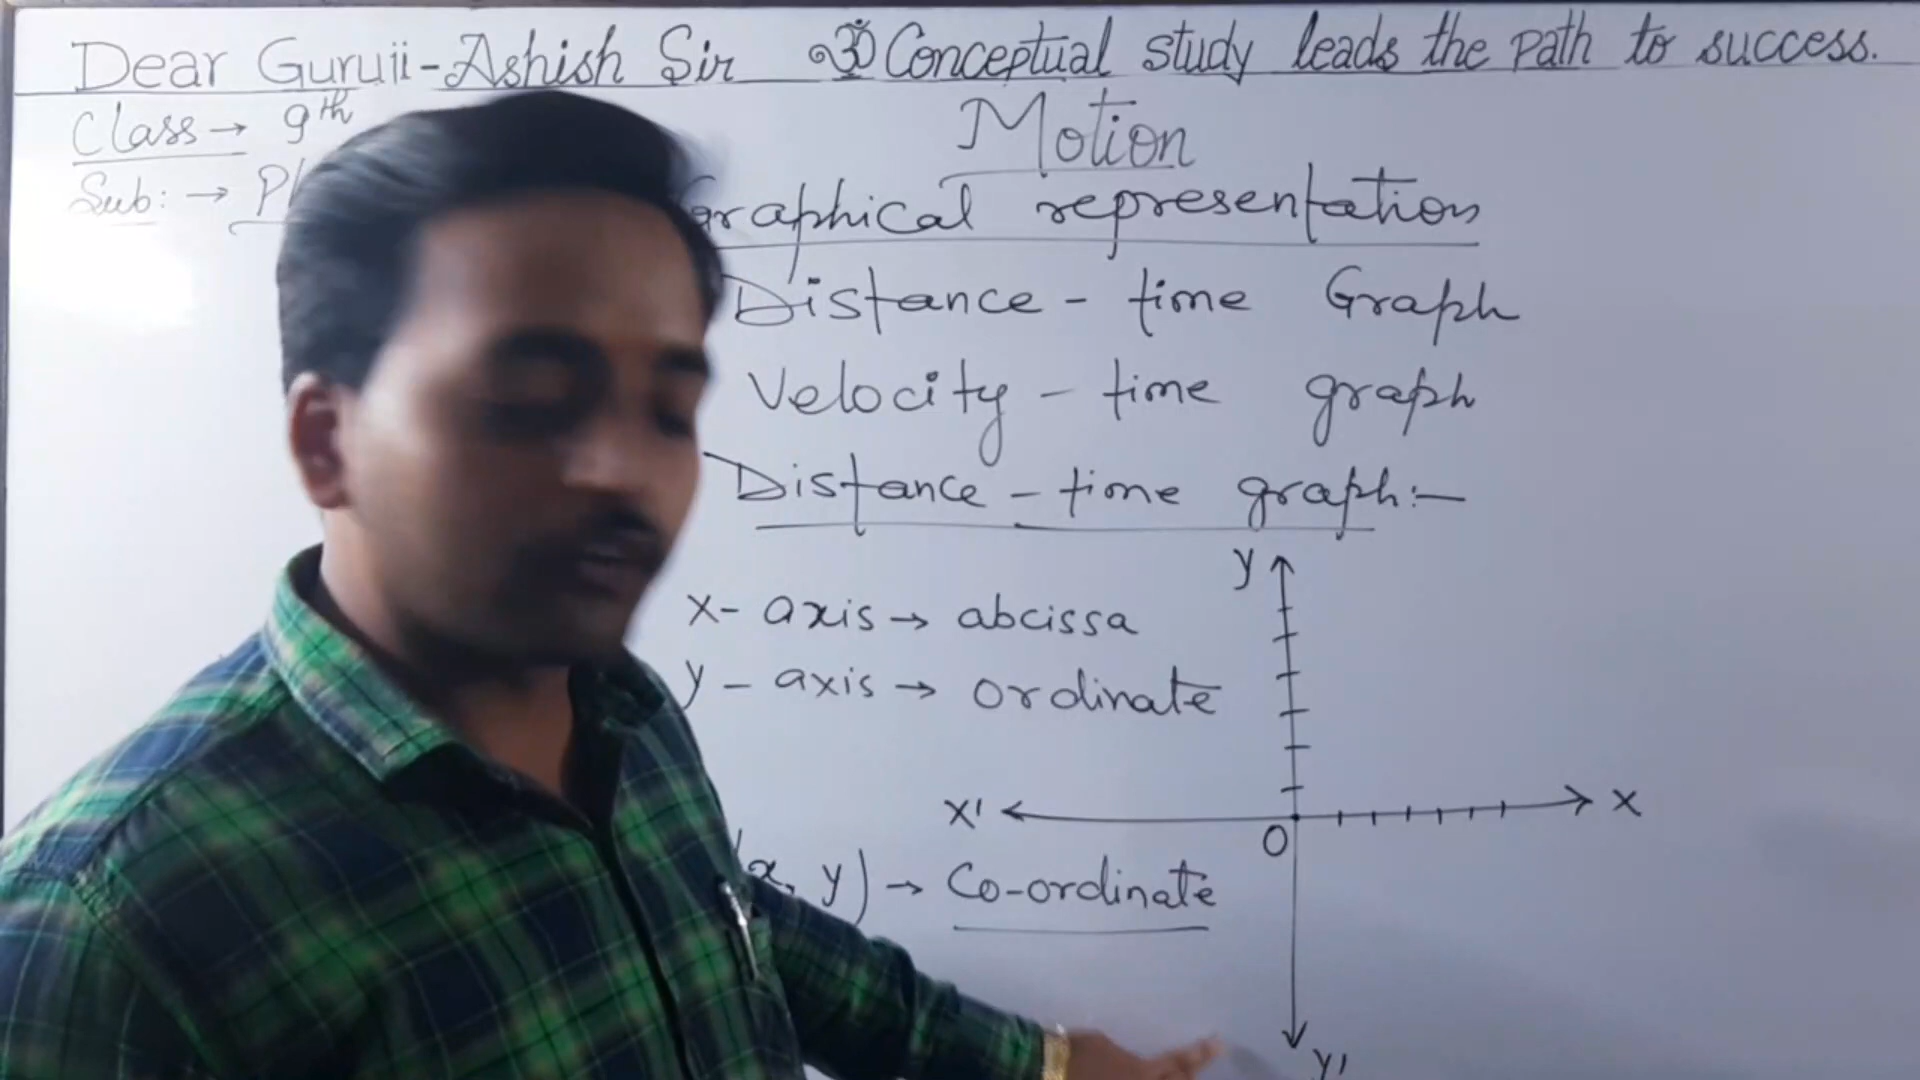 Dear Guruji-Ashish Sir ॐ Conceptual study leads the path to success.
Class → 9th
Sub: →
Motion
Graphical representation
Distance - time Graph
Velocity - time graph
Distance - time graph:-
x- axis → abcissa
y - axis → ordinate
(x, y) → Co-ordinate
y
x' x
O
y'